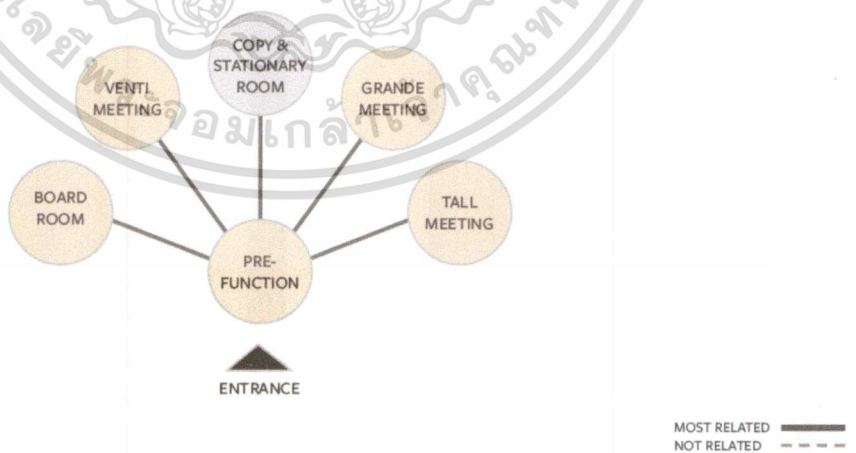 COPY &
STATIONARY
ROOM
VENTI
MEETING
GRANDE
MEETING
BOARD
ROOM
TALL
MEETING
PRE-
FUNCTION
ENTRANCE
MOST RELATED
NOT RELATED